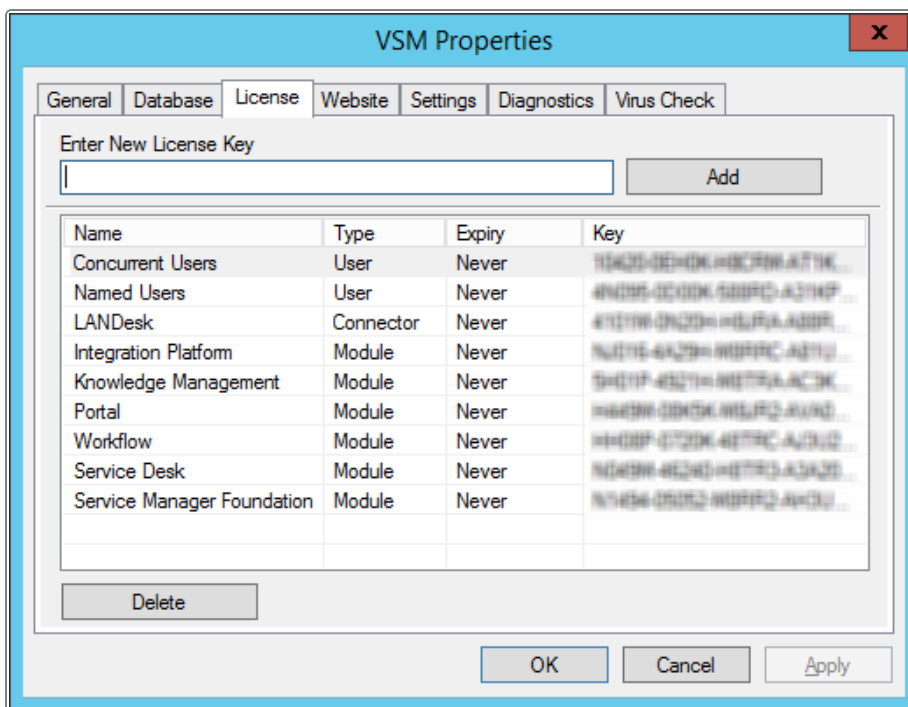 VSM Properties
x
General Database License Website Settings Diagnostics Virus Check
Enter New License Key
Add
Name Type Expiry Key
Concurrent Users User Never
Named Users User Never
LANDesk Connector Never
Integration Platform Module Never
Knowledge Management Module Never
Portal Module Never
Workflow Module Never
Service Desk Module Never
Service Manager Foundation Module Never
Delete
OK Cancel Apply